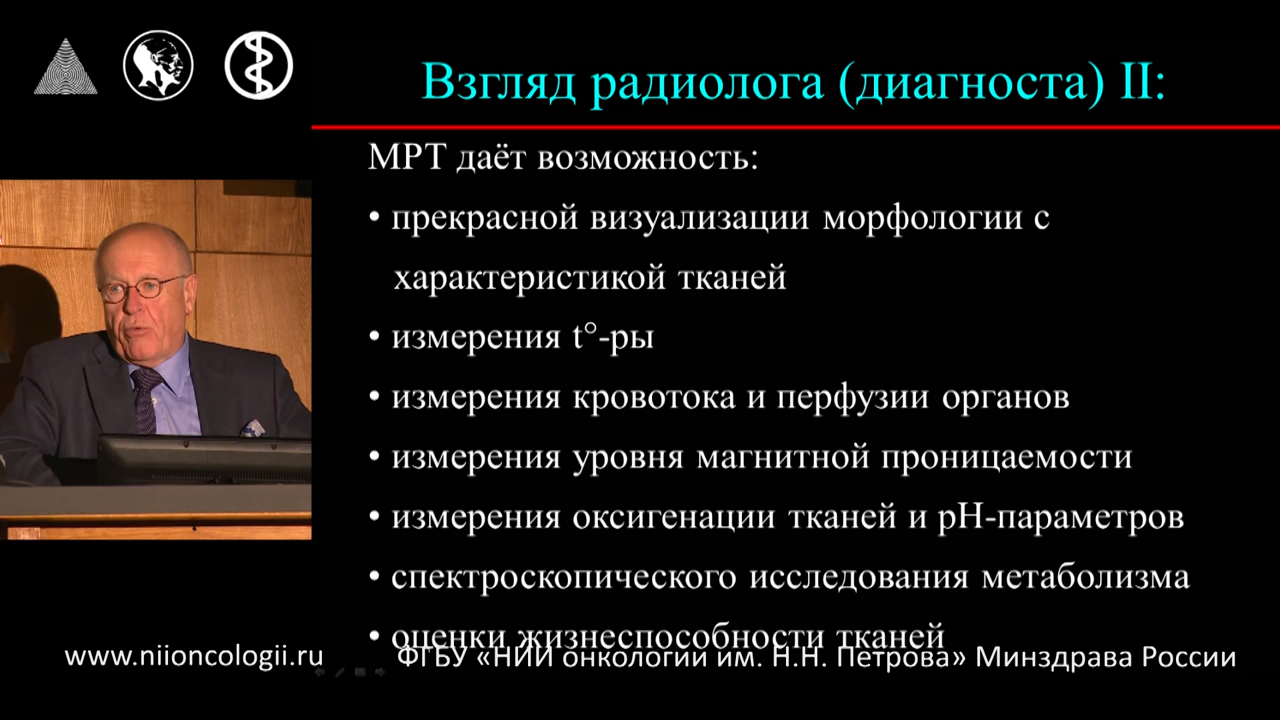 Взгляд радиолога (диагноста) II:
МРТ даёт возможность:
• прекрасной визуализации морфологии с
характеристикой тканей
• измерения t°-ры
• измерения кровотока и перфузии органов
• измерения уровня магнитной проницаемости
• измерения оксигенации тканей и pH-параметров
• спектроскопического исследования метаболизма
• оценки жизнеспособности тканей
www.niioncologii.ru ФГБУ «НИИ онкологии им. Н.Н. Петрова» Минздрава России